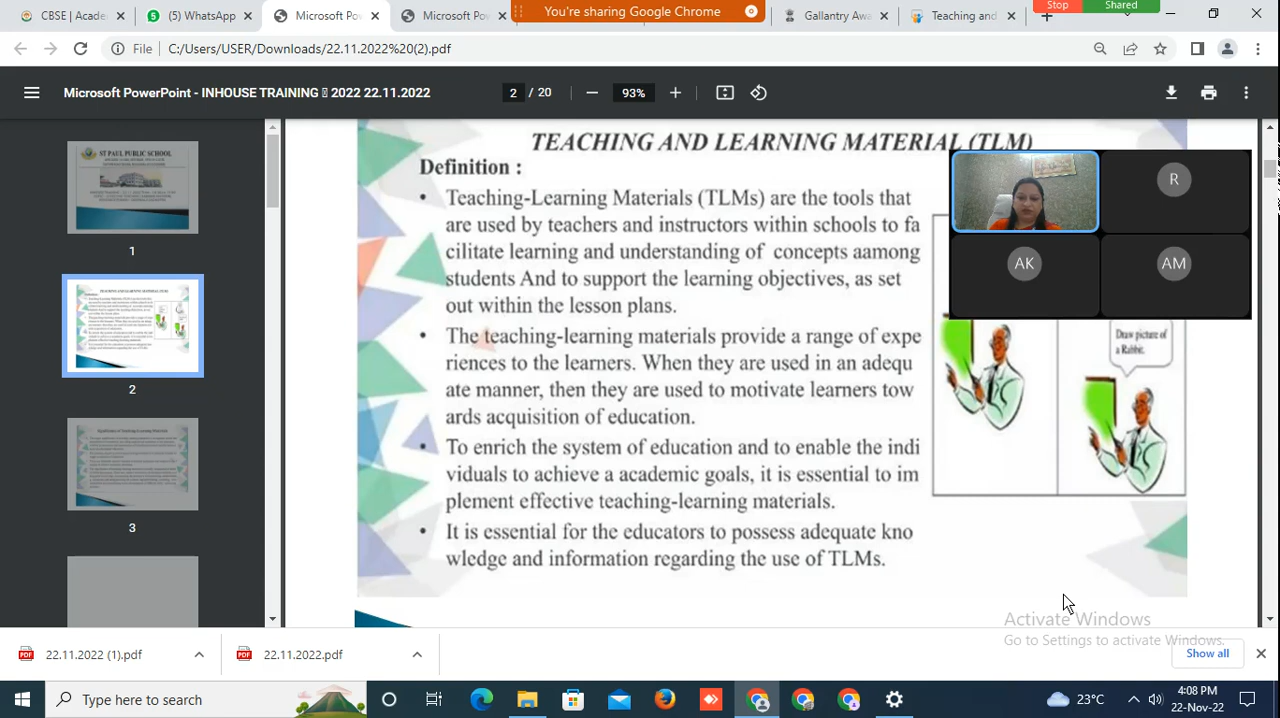 CBSE | Acade
(5) WhatsApp
Microsoft Po
Microsoft Po
You're sharing Google Chrome
Gallantry Awa
Teaching and
Stop
Shared
File
C:/Users/USER/Downloads/22.11.2022%20(2).pdf
Microsoft PowerPoint - INHOUSE TRAINING 2022 22.11.2022
2 / 20
93%
ST PAUL PUBLIC SCHOOL
1
2
3
TEACHING AND LEARNING MATERIAL (TLM)
Definition :
• Teaching-Learning Materials (TLMs) are the tools that
are used by teachers and instructors within schools to fa
cilitate learning and understanding of concepts aamong
students And to support the learning objectives, as set
out within the lesson plans.
• The teaching-learning materials provide a range of expe
riences to the learners. When they are used in an adequ
ate manner, then they are used to motivate learners tow
ards acquisition of education.
• To enrich the system of education and to enable the indi
viduals to achieve a academic goals, it is essential to im
plement effective teaching-learning materials.
• It is essential for the educators to possess adequate kno
wledge and information regarding the use of TLMs.
R
AK
AM
Draw picture of
a Rabbit.
Activate Windows
Go to Settings to activate Windows.
22.11.2022 (1).pdf
22.11.2022.pdf
Show all
Type here to search
23°C
4:08 PM
22-Nov-22